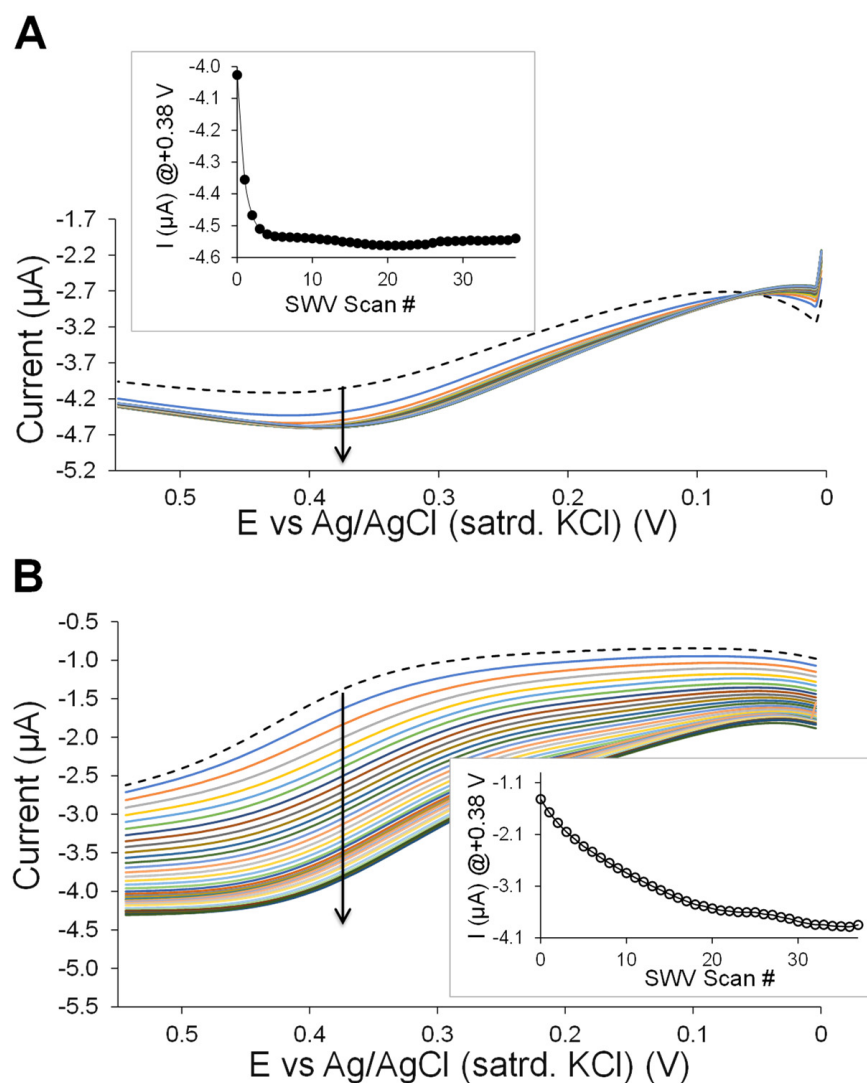 A
I (µA) @+0.38 V
-4.0
-4.1
-4.2
-4.3
-4.4
-4.5
-4.6
0 10 20 30
SWV Scan #
Current (µA)
-1.7
-2.2
-2.7
-3.2
-3.7
-4.2
-4.7
-5.2
0.5 0.4 0.3 0.2 0.1 0
E vs Ag/AgCl (satrd. KCl) (V)
B
Current (µA)
-0.5
-1.0
-1.5
-2.0
-2.5
-3.0
-3.5
-4.0
-4.5
-5.0
-5.5
I (µA) @+0.38 V
-1.1
-2.1
-3.1
-4.1
0 10 20 30
SWV Scan #
0.5 0.4 0.3 0.2 0.1 0
E vs Ag/AgCl (satrd. KCl) (V)